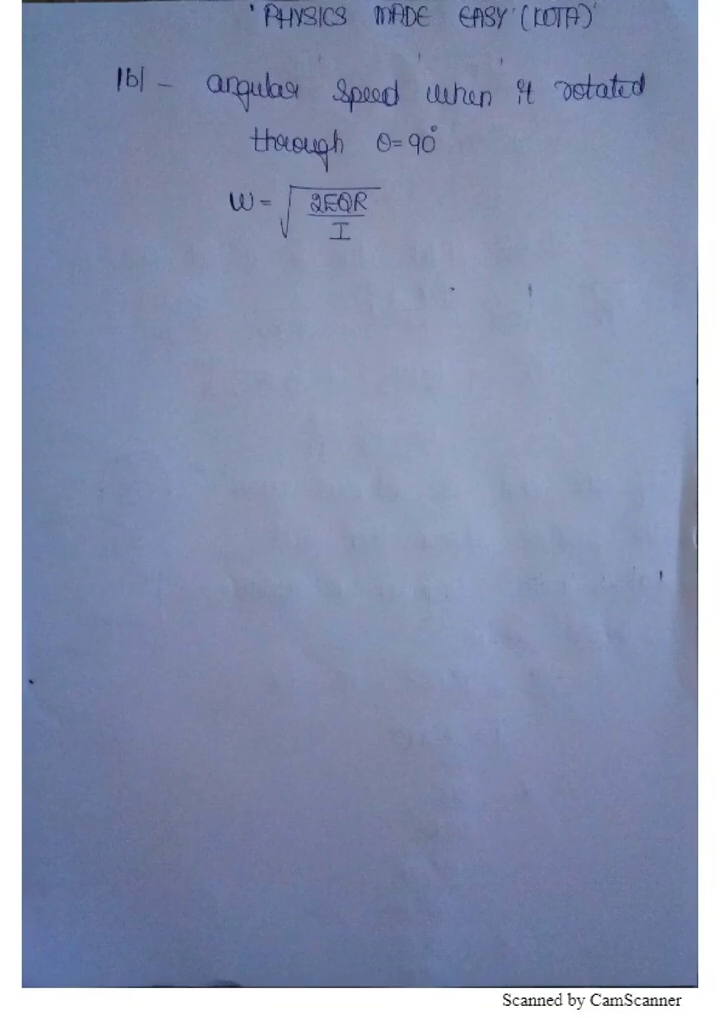 'PHYSICS MADE EASY' (KOTA)
|b| - angular speed when it rotated
through θ=90°
W = √2EQR/I
Scanned by CamScanner